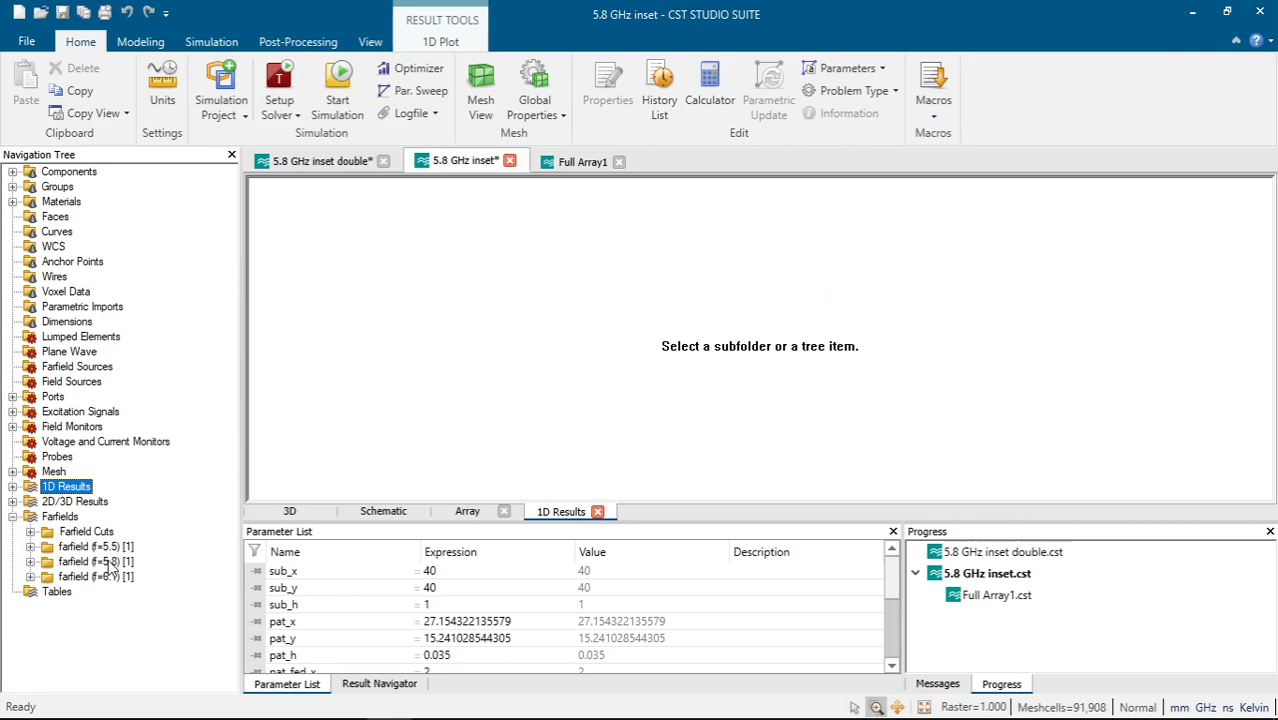 RESULT TOOLS
5.8 GHz inset - CST STUDIO SUITE
File
Home
Modeling
Simulation
Post-Processing
View
1D Plot
Paste
Delete
Copy
Copy View
Clipboard
Units
Settings
Simulation
Project
Setup
Solver
Start
Simulation
Optimizer
Par. Sweep
Logfile
Simulation
Mesh
View
Global
Properties
Mesh
Properties
History
List
Calculator
Parametric
Update
Parameters
Problem Type
Information
Edit
Macros
Macros
Navigation Tree
Components
Groups
Materials
Faces
Curves
WCS
Anchor Points
Wires
Voxel Data
Parametric Imports
Dimensions
Lumped Elements
Plane Wave
Farfield Sources
Field Sources
Ports
Excitation Signals
Field Monitors
Voltage and Current Monitors
Probes
Mesh
1D Results
2D/3D Results
Farfields
Farfield Cuts
farfield (f=5.5) [1]
farfield (f=5.8) [1]
[1]
Tables
5.8 GHz inset double*
5.8 GHz inset*
Full Array1
Select a subfolder or a tree item.
3D
Schematic
Array
1D Results
Parameter List
Name Expression Value Description
sub_x = 40 40
sub_y = 40 40
sub_h = 1 1
pat_x = 27.154322135579 27.154322135579
pat_y = 15.241028544305 15.241028544305
pat_h = 0.035 0.035
pat_fed_x = 2 2
Parameter List
Result Navigator
Progress
5.8 GHz inset double.cst
5.8 GHz inset.cst
Full Array1.cst
Messages
Progress
Ready
Raster=1.000 Meshcells=91,908 Normal mm GHz ns Kelvin